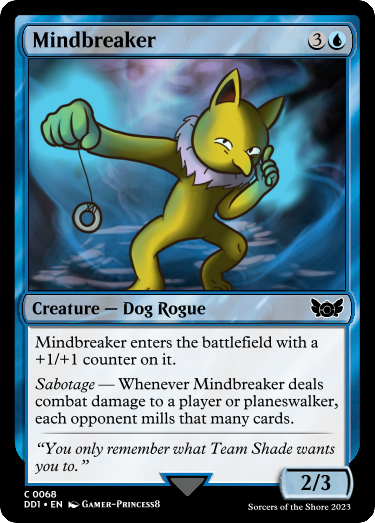 Mindbreaker 3
Creature — Dog Rogue
Mindbreaker enters the battlefield with a
+1/+1 counter on it.
Sabotage — Whenever Mindbreaker deals
combat damage to a player or planeswalker,
each opponent mills that many cards.
“You only remember what Team Shade wants
you to.”
2/3
C 0068
DD1 • EN Gamer-Princess8
Sorcers of the Shore 2023